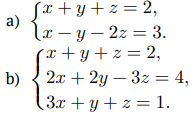 a) { x + y + z = 2,
x − y − 2z = 3.
b) { x + y + z = 2,
2x + 2y − 3z = 4,
3x + y + z = 1.